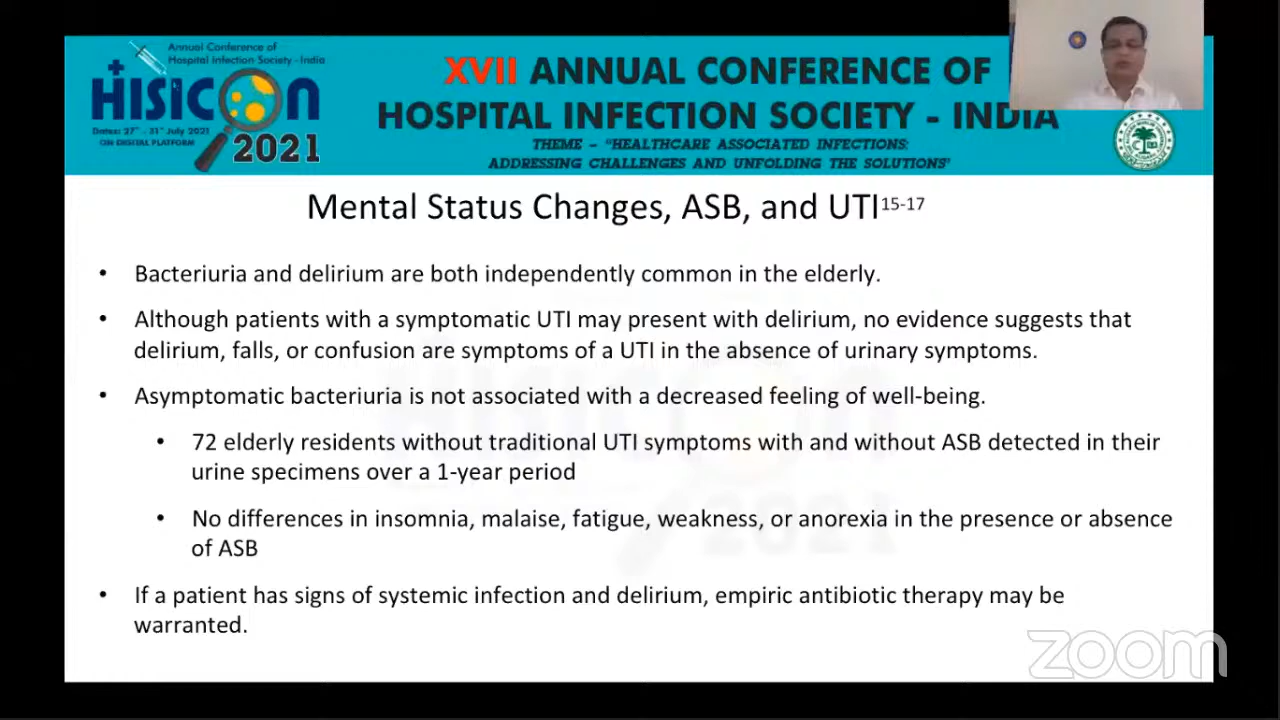 Annual Conference of
Hospital Infection Society - India
HISICON
Dates: 27th - 31st July 2021
ON DIGITAL PLATFORM
2021
XVII ANNUAL CONFERENCE OF
HOSPITAL INFECTION SOCIETY - INDIA
THEME – "HEALTHCARE ASSOCIATED INFECTIONS:
ADDRESSING CHALLENGES AND UNFOLDING THE SOLUTIONS"
Mental Status Changes, ASB, and UTI15-17
• Bacteriuria and delirium are both independently common in the elderly.
• Although patients with a symptomatic UTI may present with delirium, no evidence suggests that
delirium, falls, or confusion are symptoms of a UTI in the absence of urinary symptoms.
• Asymptomatic bacteriuria is not associated with a decreased feeling of well-being.
• 72 elderly residents without traditional UTI symptoms with and without ASB detected in their
urine specimens over a 1-year period
• No differences in insomnia, malaise, fatigue, weakness, or anorexia in the presence or absence
of ASB
• If a patient has signs of systemic infection and delirium, empiric antibiotic therapy may be
warranted.
HISICON
2021
zoom